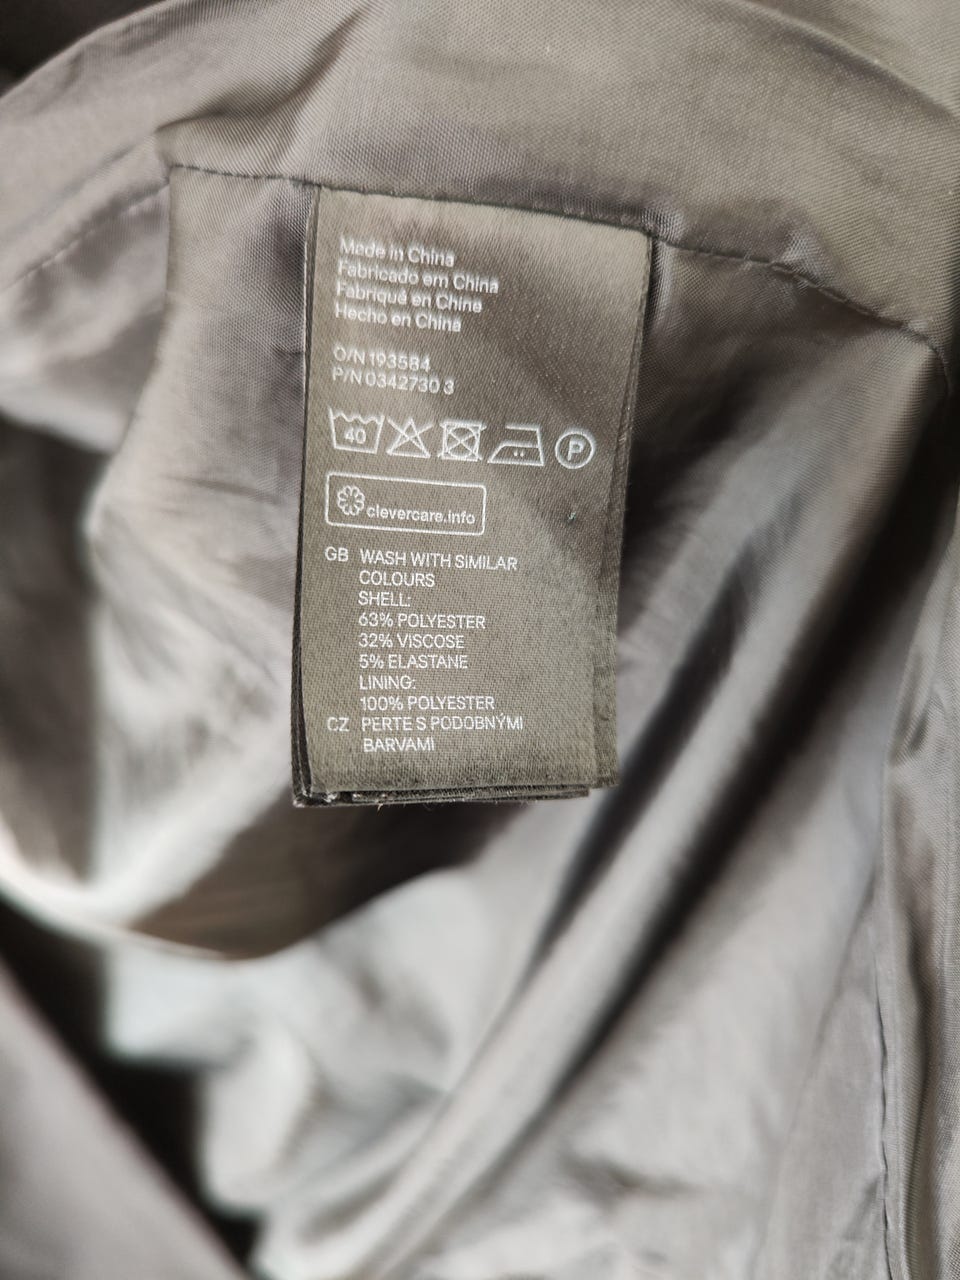 Made in China
Fabricado em China
Fabriqué en Chine
Hecho en China
O/N 193584
P/N 0342730 3
40 P
clevercare.info
GB WASH WITH SIMILAR
COLOURS
SHELL:
63% POLYESTER
32% VISCOSE
5% ELASTANE
LINING:
100% POLYESTER
CZ PERTE S PODOBNÝMI
BARVAMI